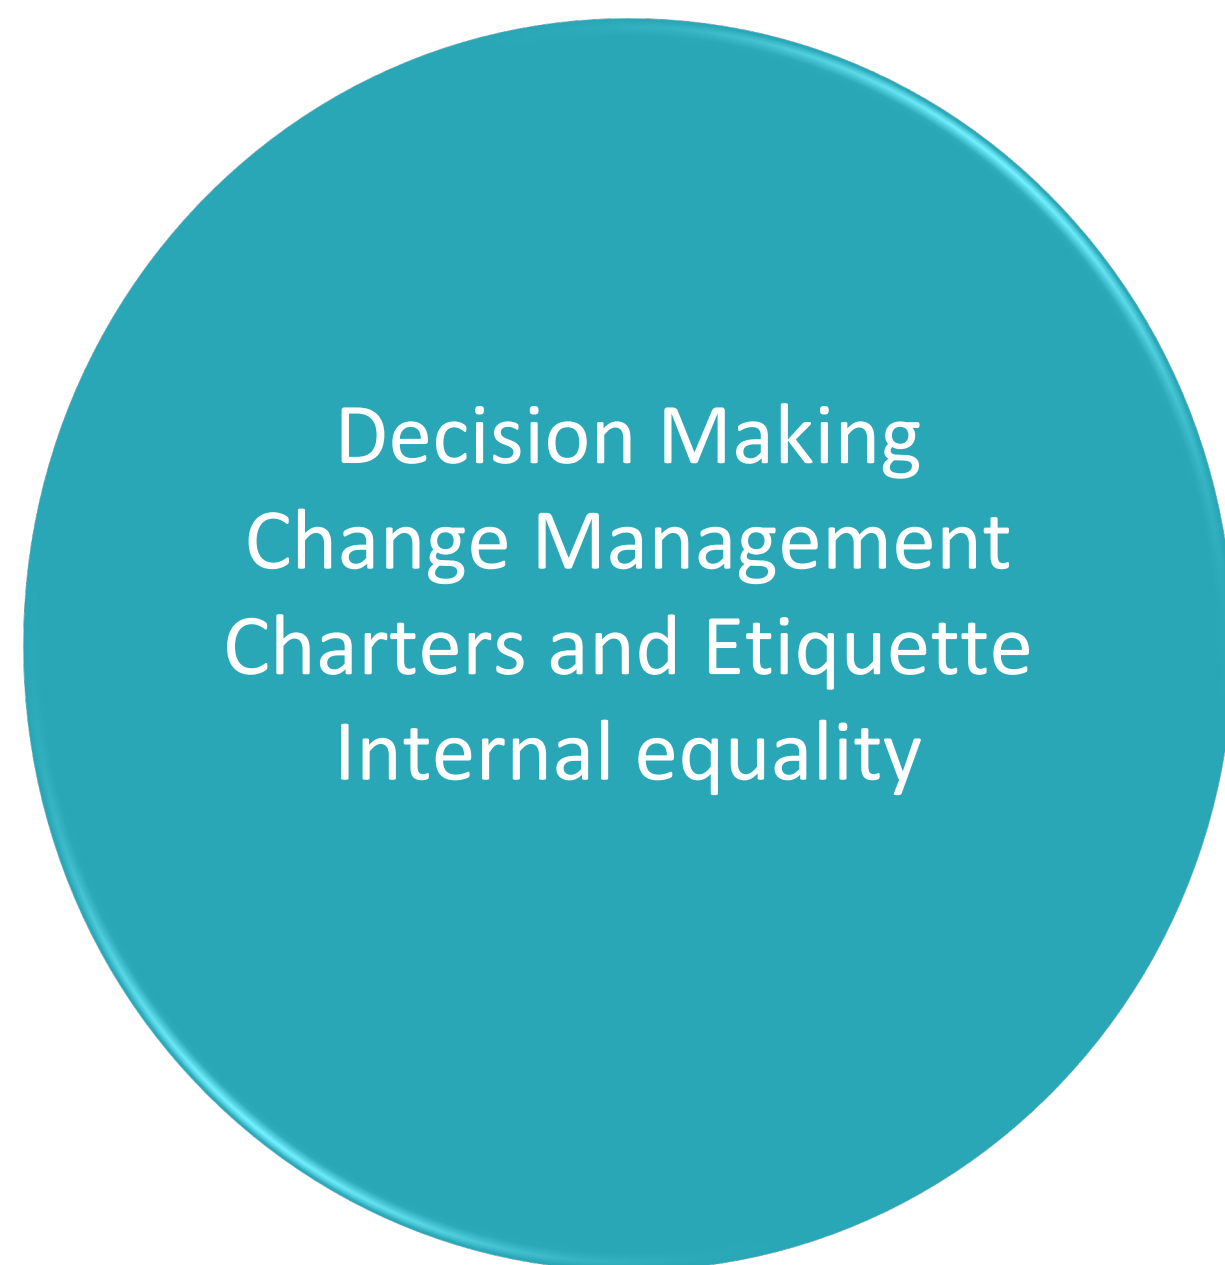 Decision Making
Change Management
Charters and Etiquette
Internal equality